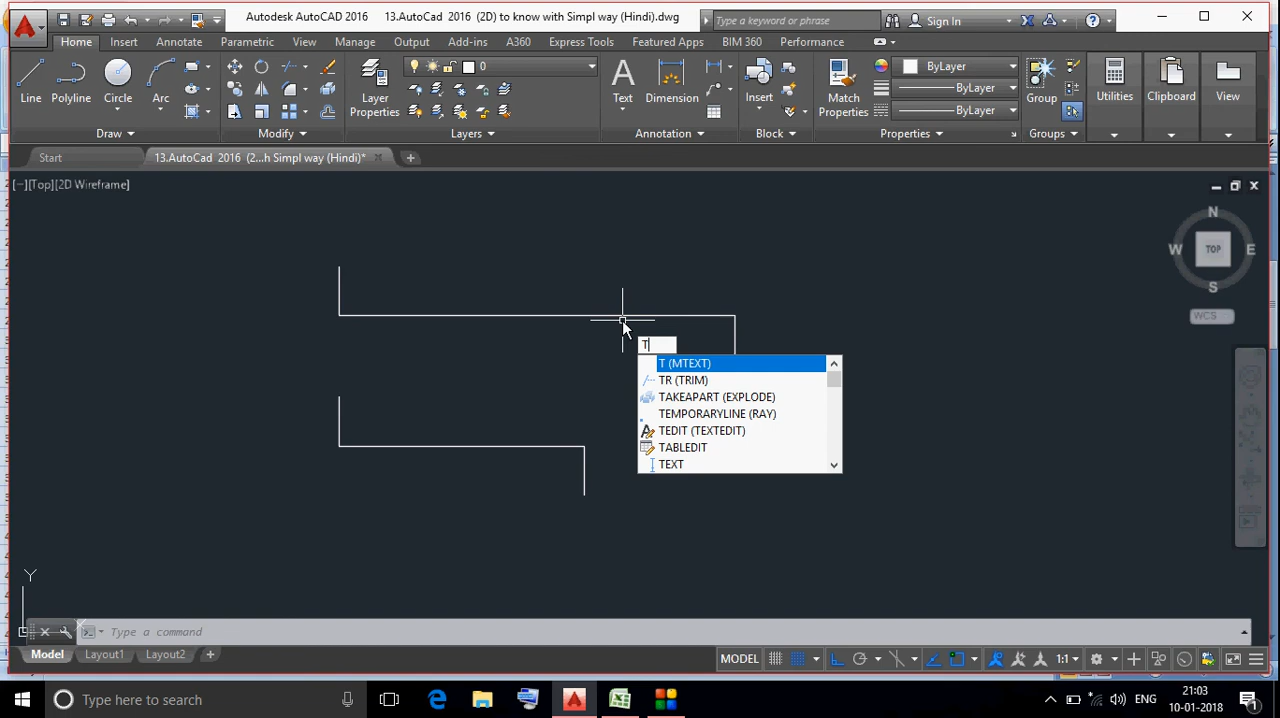 Autodesk AutoCAD 2016 13.AutoCad 2016 (2D) to know with Simpl way (Hindi).dwg Type a keyword or phrase Sign In
Home Insert Annotate Parametric View Manage Output Add-ins A360 Express Tools Featured Apps BIM 360 Performance
Line Polyline Circle Arc Layer Properties 0 Text Dimension Insert Match Properties ByLayer ByLayer ByLayer Group Utilities Clipboard View
Draw Modify Layers Annotation Block Properties Groups
Start 13.AutoCad 2016 (2...h Simpl way (Hindi)*
[−][Top][2D Wireframe]
N
W TOP E
S
WCS
T
T (MTEXT)
TR (TRIM)
TAKEAPART (EXPLODE)
TEMPORARYLINE (RAY)
TEDIT (TEXTEDIT)
TABLEDIT
TEXT
Y
Type a command
Model Layout1 Layout2 MODEL 1:1
Type here to search ENG 21:03
10-01-2018 1